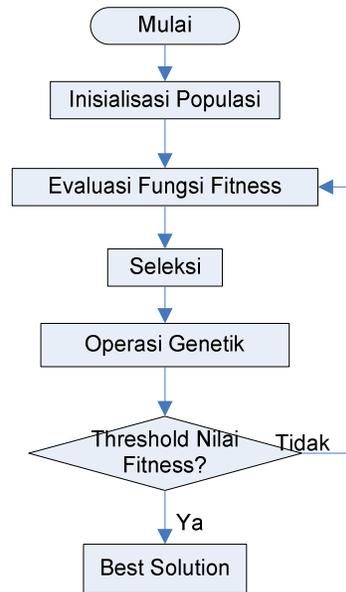 Mulai
Inisialisasi Populasi
Evaluasi Fungsi Fitness
Seleksi
Operasi Genetik
Threshold Nilai
Fitness?
Tidak
Ya
Best Solution